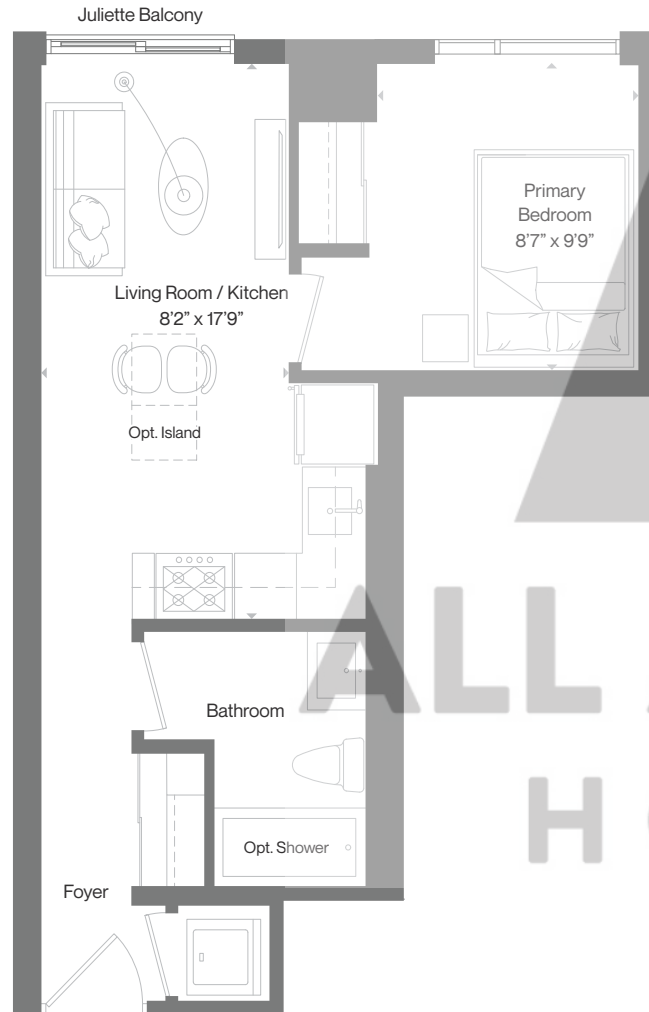 Juliette Balcony
Primary
Bedroom
8'7” x 9'9”
Living Room / Kitchen
8'2” x 17'9”
Opt. Island
ALL
Bathroom
H
Opt. Shower
Foyer